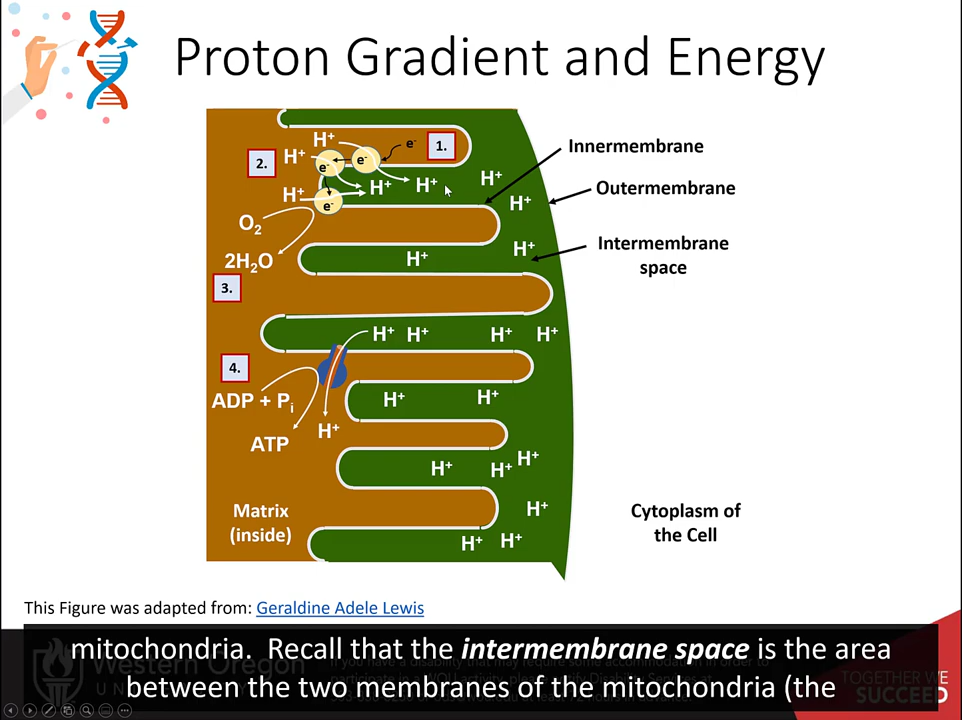 Proton Gradient and Energy
H+
e-
1.
2.
H+
e-
e-
H+
H+
H+
H+
H+
e-
O2
2H2O
3.
H+
H+
Innermembrane
Outermembrane
Intermembrane
space
H+
H+
H+
H+
4.
ADP + Pi
ATP
H+
H+
H+
H+
H+
H+
H+
H+
H+
Matrix
(inside)
Cytoplasm of
the Cell
This Figure was adapted from: Geraldine Adele Lewis
mitochondria. Recall that the intermembrane space is the area
between the two membranes of the mitochondria (the
Western Oregon
TOGETHER WE
SUCCEED